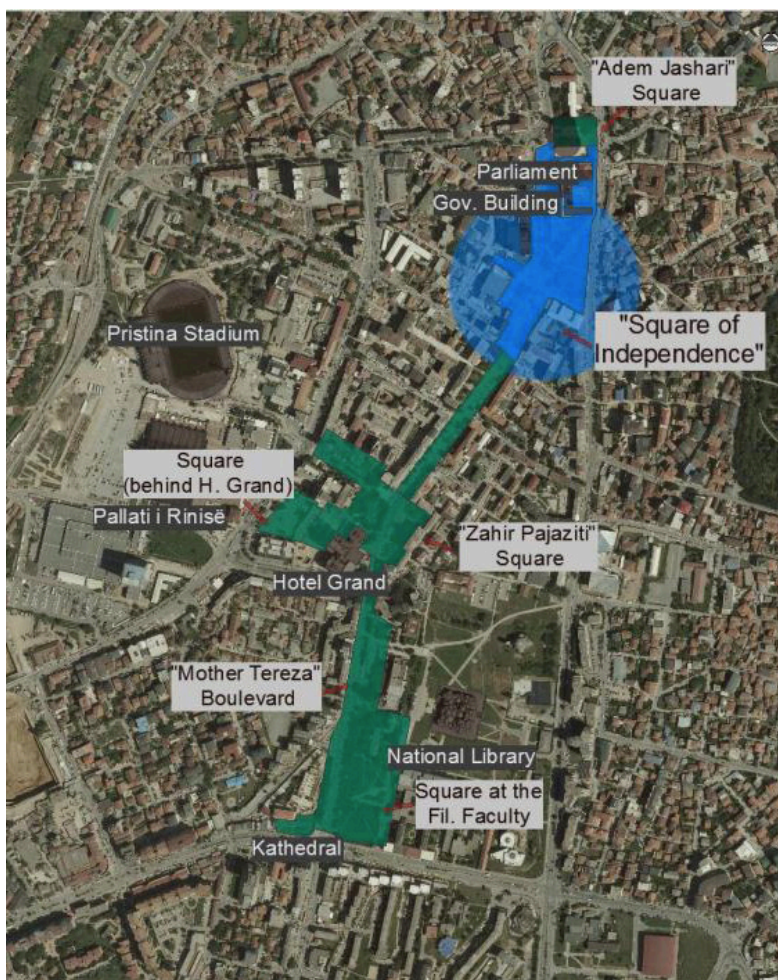 "Adem Jashari"
Square
Parliament
Gov. Building
Pristina Stadium
"Square of
Independence"
Square
(behind H. Grand)
Pallati i Rinisë
"Zahir Pajaziti"
Square
Hotel Grand
"Mother Tereza"
Boulevard
National Library
Square at the
Fil. Faculty
Kathedral